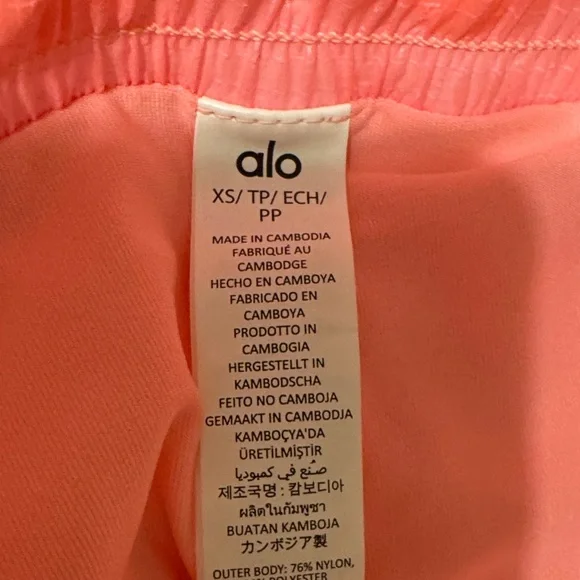 alo
XS/ TP/ ECH/
PP
MADE IN CAMBODIA
FABRIQUÉ AU
CAMBODGE
HECHO EN CAMBOYA
FABRICADO EN
CAMBOYA
PRODOTTO IN
CAMBOGIA
HERGESTELLT IN
KAMBODSCHA
FEITO NO CAMBOJA
GEMAAKT IN CAMBODJA
KAMBOÇYA'DA
ÜRETİLMİŞTİR
صُنع في كمبوديا
제조국명 : 캄보디아
ผลิตในกัมพูชา
BUATAN KAMBOJA
カンボジア製
OUTER BODY: 76% NYLON,
POLYESTER